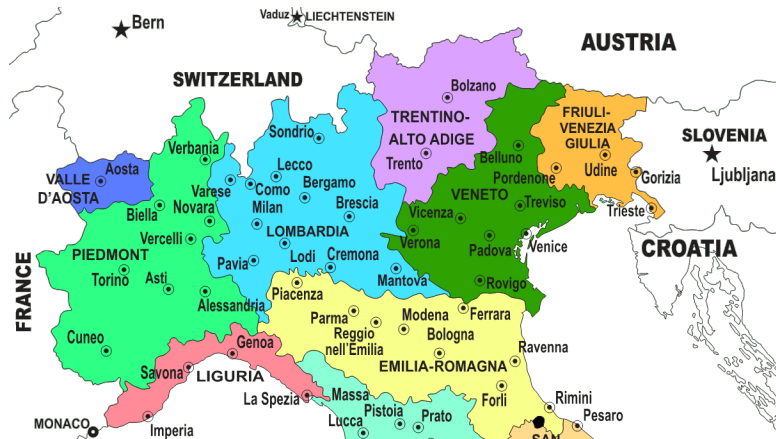 Bern
Vaduz
LIECHTENSTEIN
AUSTRIA
SWITZERLAND
Bolzano
TRENTINO-
ALTO ADIGE
Trento
FRIULI-
VENEZIA
GIULIA
Udine
Gorizia
Pordenone
Trieste
SLOVENIA
Ljubljana
Sondrio
Verbania
Lecco
Belluno
VALLE
D'AOSTA
Aosta
Varese
Como
Bergamo
Milan
Brescia
LOMBARDIA
Lodi
Cremona
Pavia
Mantova
VENETO
Treviso
Vicenza
Verona
Padova
Venice
Rovigo
CROATIA
Biella
Novara
Vercelli
PIEDMONT
Torino
Asti
Alessandria
Cuneo
FRANCE
Piacenza
Parma
Reggio
nell'Emilia
Modena
Bologna
Ferrara
Ravenna
EMILIA-ROMAGNA
Forli
Rimini
Pesaro
SAN
Genoa
Savona
LIGURIA
La Spezia
Imperia
MONACO
Massa
Pistoia
Prato
Lucca